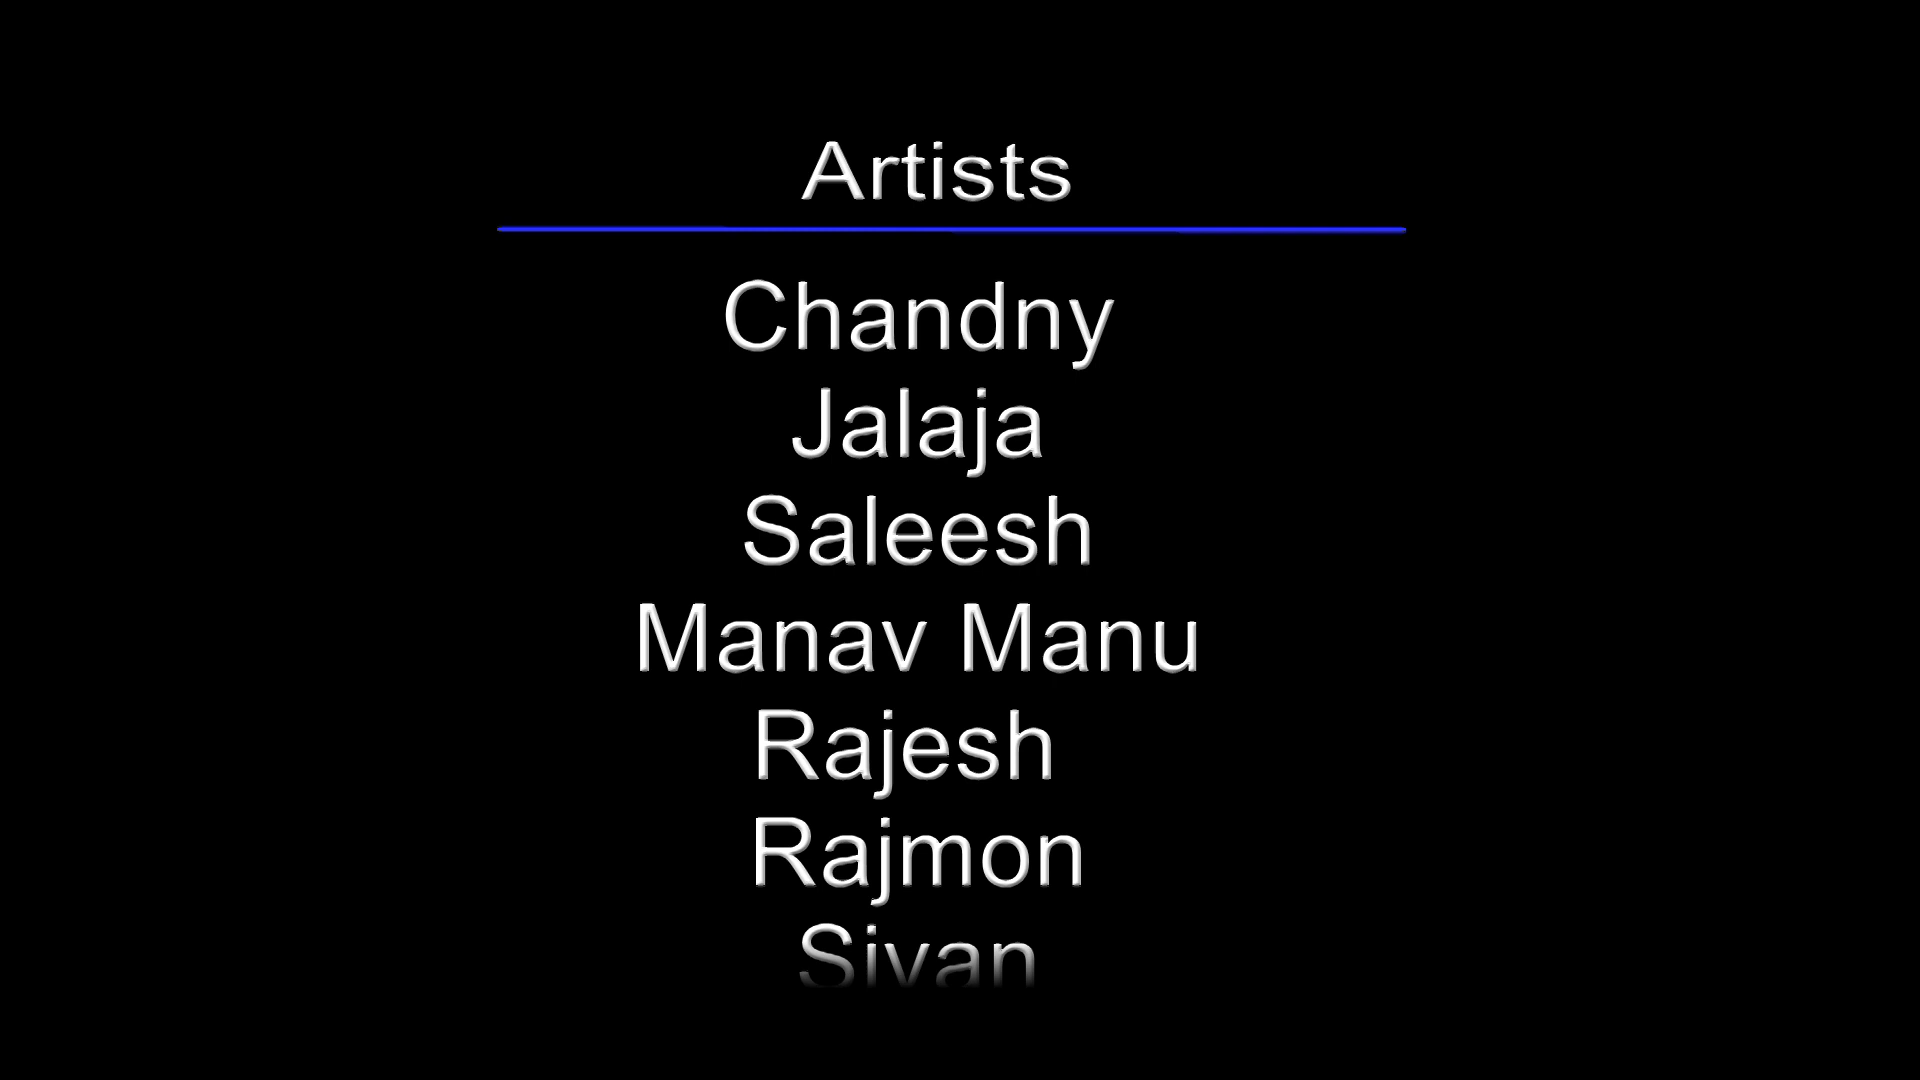 Artists
Chandny
Jalaja
Saleesh
Manav Manu
Rajesh
Rajmon
Sivan